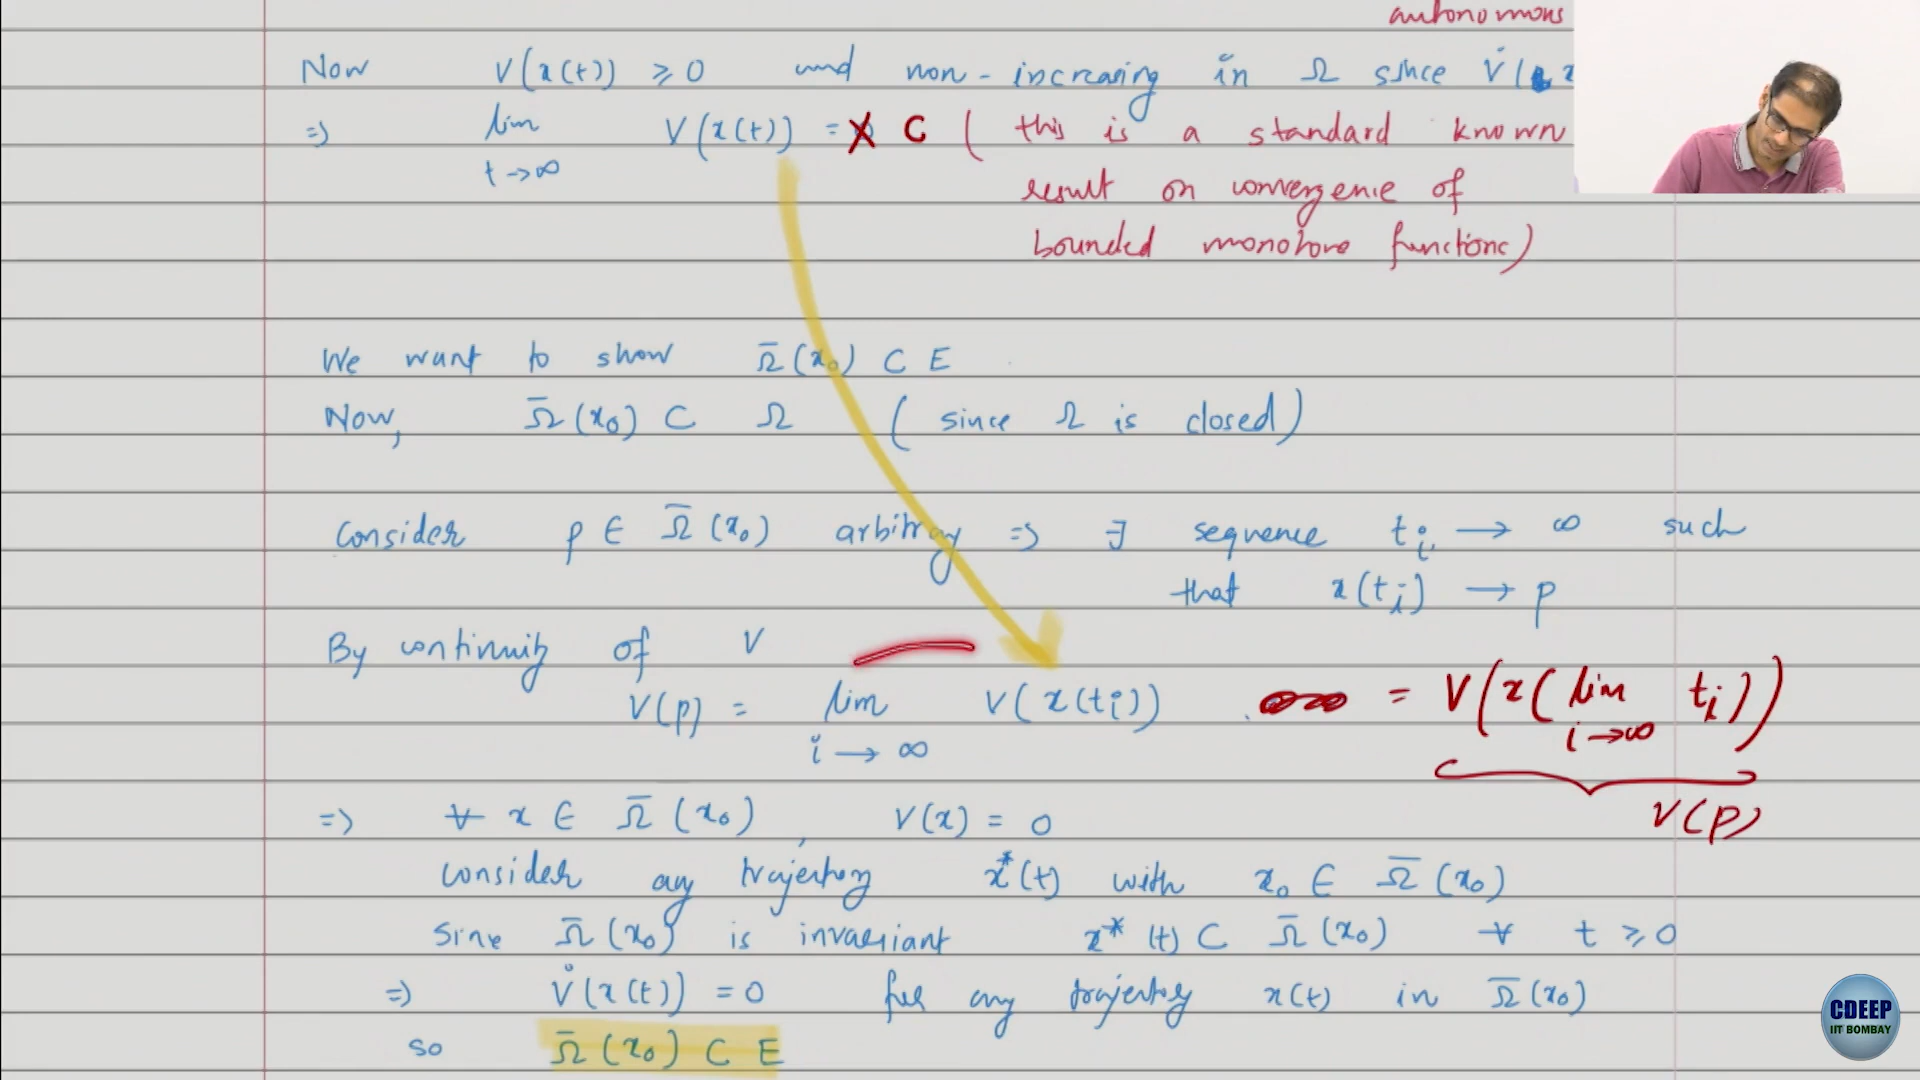 autonomous
Now V(x(t)) ≥ 0 and non-increasing in Ω since V̇(
⇒ lim t→∞ V(x(t)) = C ( this is a standard known
result on convergence of
bounded monotone functions)
We want to show Ω̄(x₀) ⊂ E
Now, Ω̄(x₀) ⊂ Ω ( since Ω is closed)
Consider p ∈ Ω̄(x₀) arbitray ⇒ ∃ sequence tᵢ → ∞ such
that x(tᵢ) → p
By continuity of V
V(p) = lim i→∞ V(x(tᵢ)) = V(x(lim i→∞ tᵢ))
V(p)
⇒ ∀ x ∈ Ω̄(x₀), V(x) = 0
Consider any trajectory x*(t) with x₀ ∈ Ω̄(x₀)
Since Ω̄(x₀) is invariant x*(t) ⊂ Ω̄(x₀) ∀ t ≥ 0
⇒ V̇(x(t)) = 0 for any trajectory x(t) in Ω̄(x₀)
so Ω̄(x₀) ⊂ E
CDEEP
IIT BOMBAY